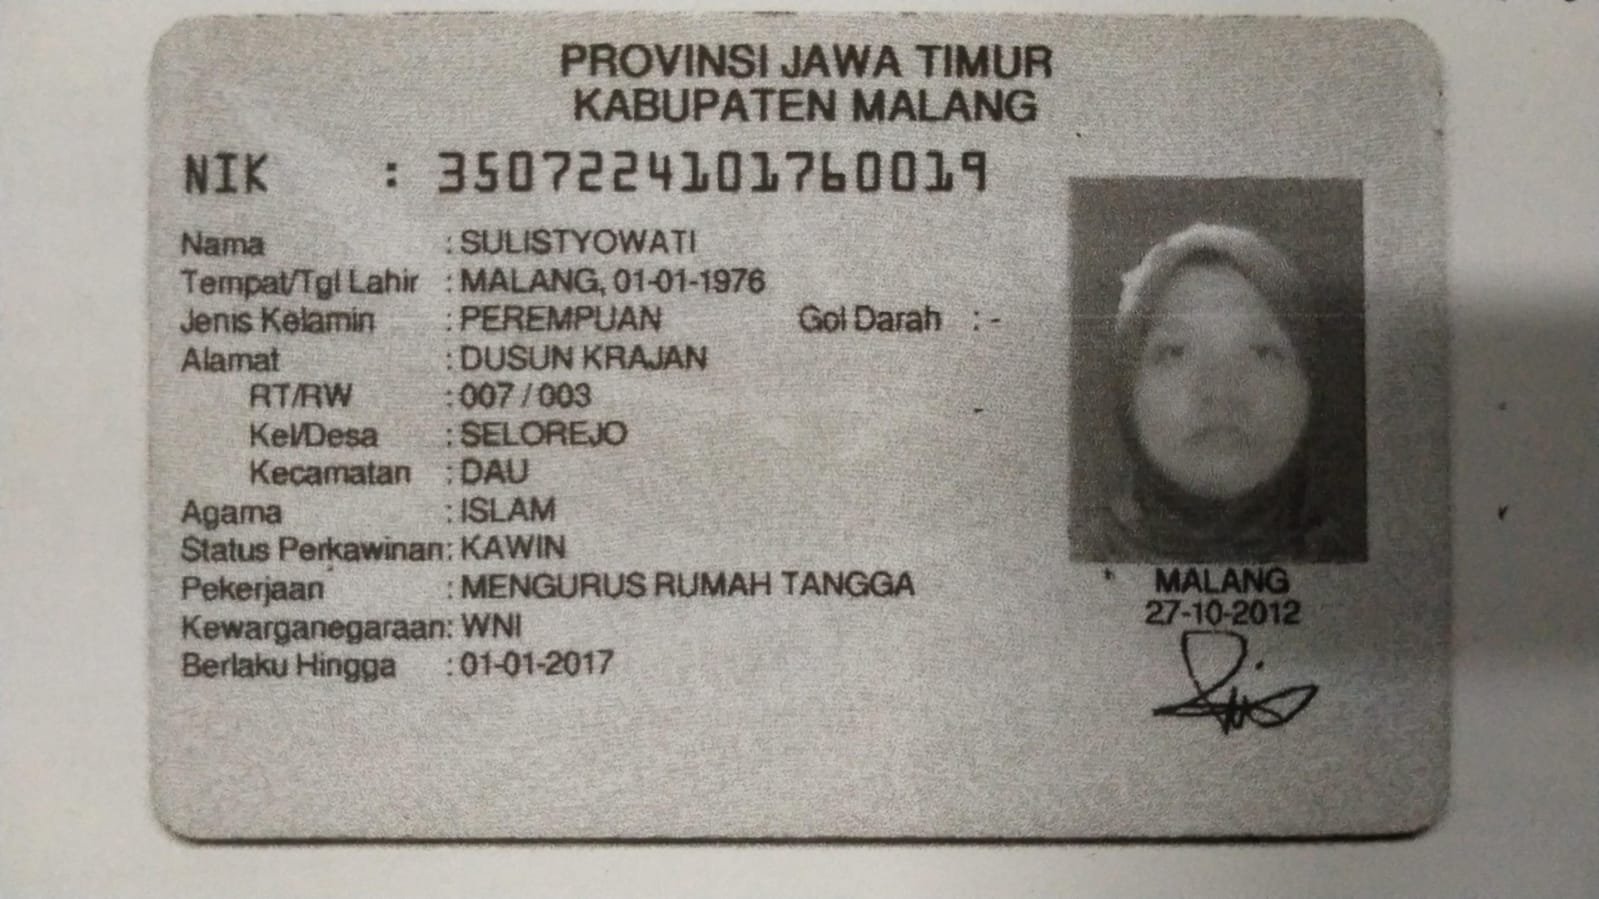 PROVINSI JAWA TIMUR
KABUPATEN MALANG
NIK : 3507224101760019
Nama : SULISTYOWATI
Tempat/Tgl Lahir : MALANG, 01-01-1976
Jenis Kelamin : PEREMPUAN Gol Darah : -
Alamat : DUSUN KRAJAN
RT/RW : 007 / 003
Kel/Desa : SELOREJO
Kecamatan : DAU
Agama : ISLAM
Status Perkawinan: KAWIN
Pekerjaan : MENGURUS RUMAH TANGGA
Kewarganegaraan: WNI
Berlaku Hingga : 01-01-2017
MALANG
27-10-2012